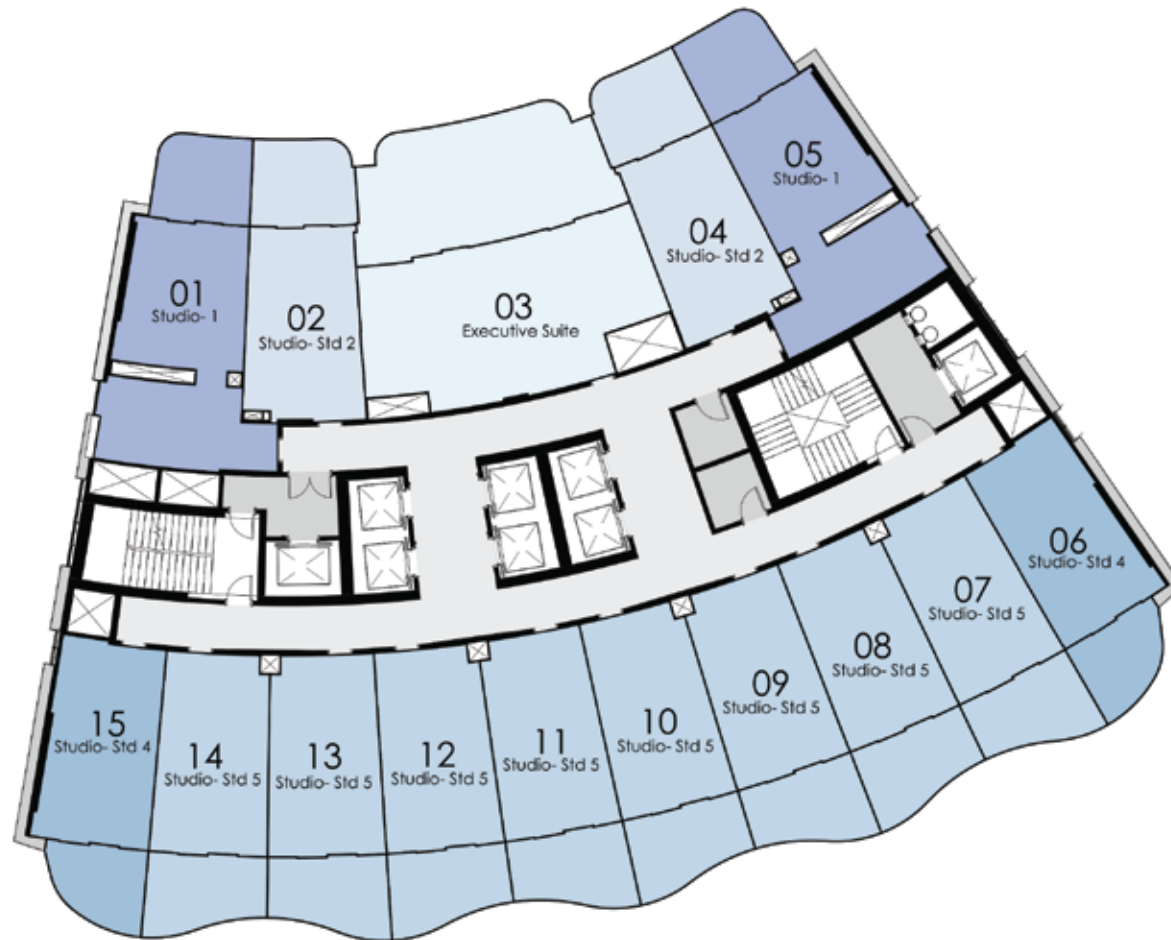 01
Studio- 1
02
Studio- Std 2
03
Executive Suite
04
Studio- Std 2
05
Studio- 1
06
Studio- Std 4
07
Studio- Std 5
08
Studio- Std 5
09
Studio- Std 5
10
Studio- Std 5
11
Studio- Std 5
12
Studio- Std 5
13
Studio- Std 5
14
Studio- Std 5
15
Studio- Std 4